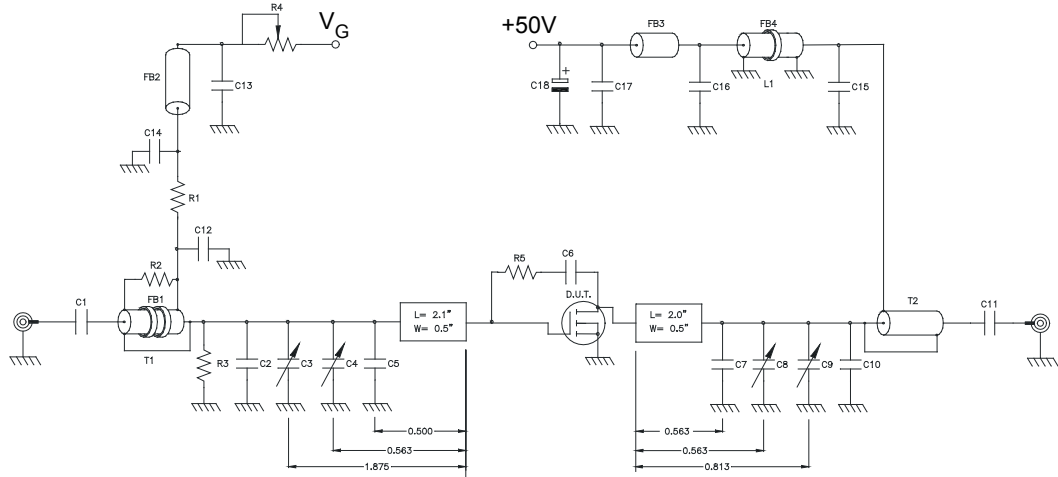 R4
V_G
+50V
FB3
FB4
FB2
C13
C18
+
C17
C16
L1
C15
C14
R1
C12
R2
FB1
C1
T1
R3
C2
C3
C4
C5
L= 2.1"
W= 0.5"
R5
C6
D.U.T.
L= 2.0"
W= 0.5"
T2
C11
C7
C8
C9
C10
0.500
0.563
1.875
0.563
0.563
0.813